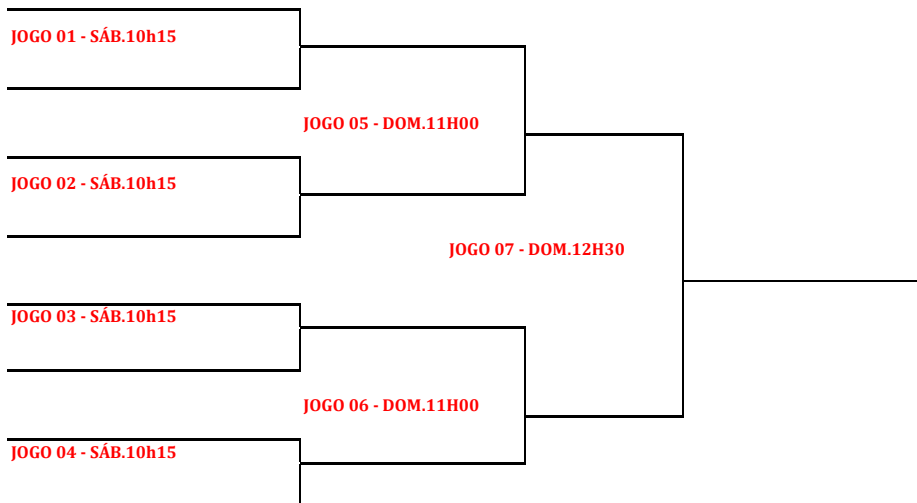 JOGO 01 - SÁB.10h15
JOGO 05 - DOM.11H00
JOGO 02 - SÁB.10h15
JOGO 07 - DOM.12H30
JOGO 03 - SÁB.10h15
JOGO 06 - DOM.11H00
JOGO 04 - SÁB.10h15